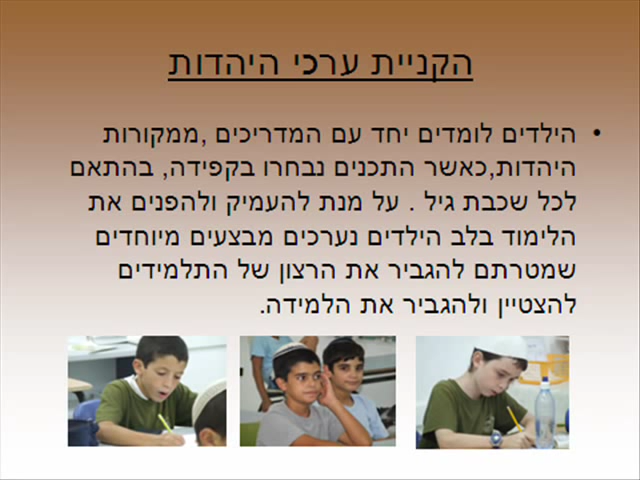 הקניית ערכי היהדות
• הילדים לומדים יחד עם המדריכים ,ממקורות
היהדות,כאשר התכנים נבחרו בקפידה, בהתאם
לכל שכבת גיל . על מנת להעמיק ולהפנים את
הלימוד בלב הילדים נערכים מבצעים מיוחדים
שמטרתם להגביר את הרצון של התלמידים
להצטיין ולהגביר את הלמידה.